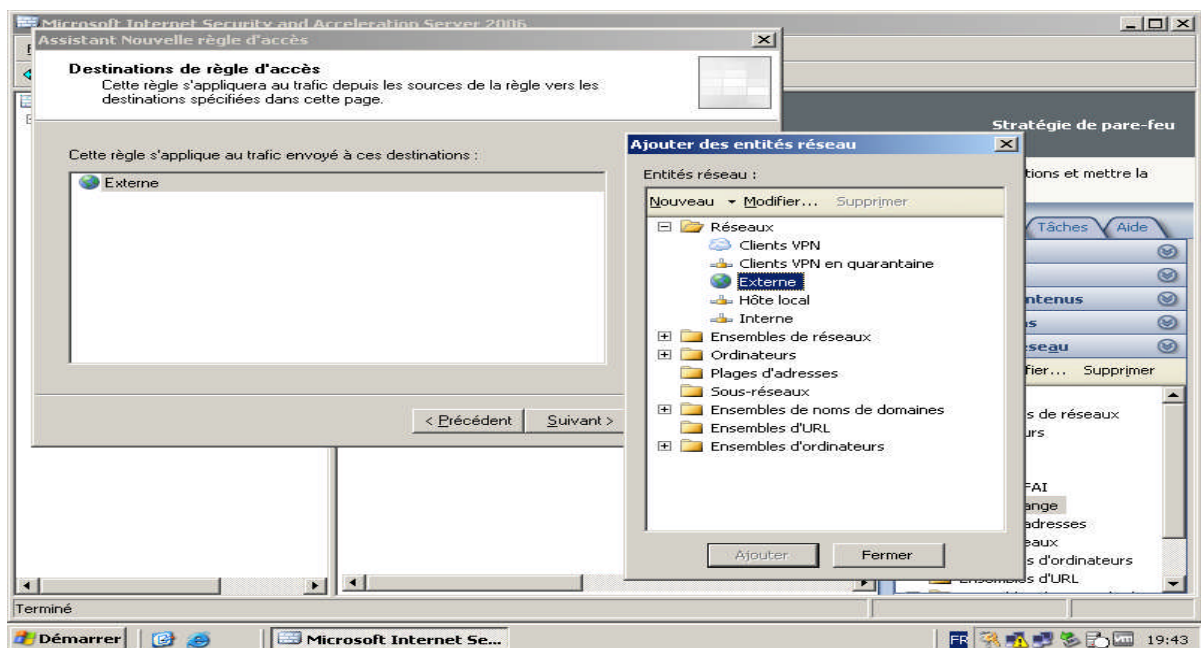 Microsoft Internet Security and Acceleration Server 2006
Assistant Nouvelle règle d'accès
Destinations de règle d'accès
Cette règle s'appliquera au trafic depuis les sources de la règle vers les
destinations spécifiées dans cette page.
Cette règle s'applique au trafic envoyé à ces destinations :
Externe
< Précédent
Suivant >
Stratégie de pare-feu
tions et mettre la
Tâches
Aide
ntenus
ns
seau
fier... Supprimer
s de réseaux
urs
FAI
ange
adresses
eaux
s d'ordinateurs
Ensembles d'URL
Ajouter des entités réseau
Entités réseau :
Nouveau
Modifier...
Supprimer
Réseaux
Clients VPN
Clients VPN en quarantaine
Externe
Hôte local
Interne
Ensembles de réseaux
Ordinateurs
Plages d'adresses
Sous-réseaux
Ensembles de noms de domaines
Ensembles d'URL
Ensembles d'ordinateurs
Ajouter
Fermer
Terminé
Démarrer
Microsoft Internet Se...
FR
19:43